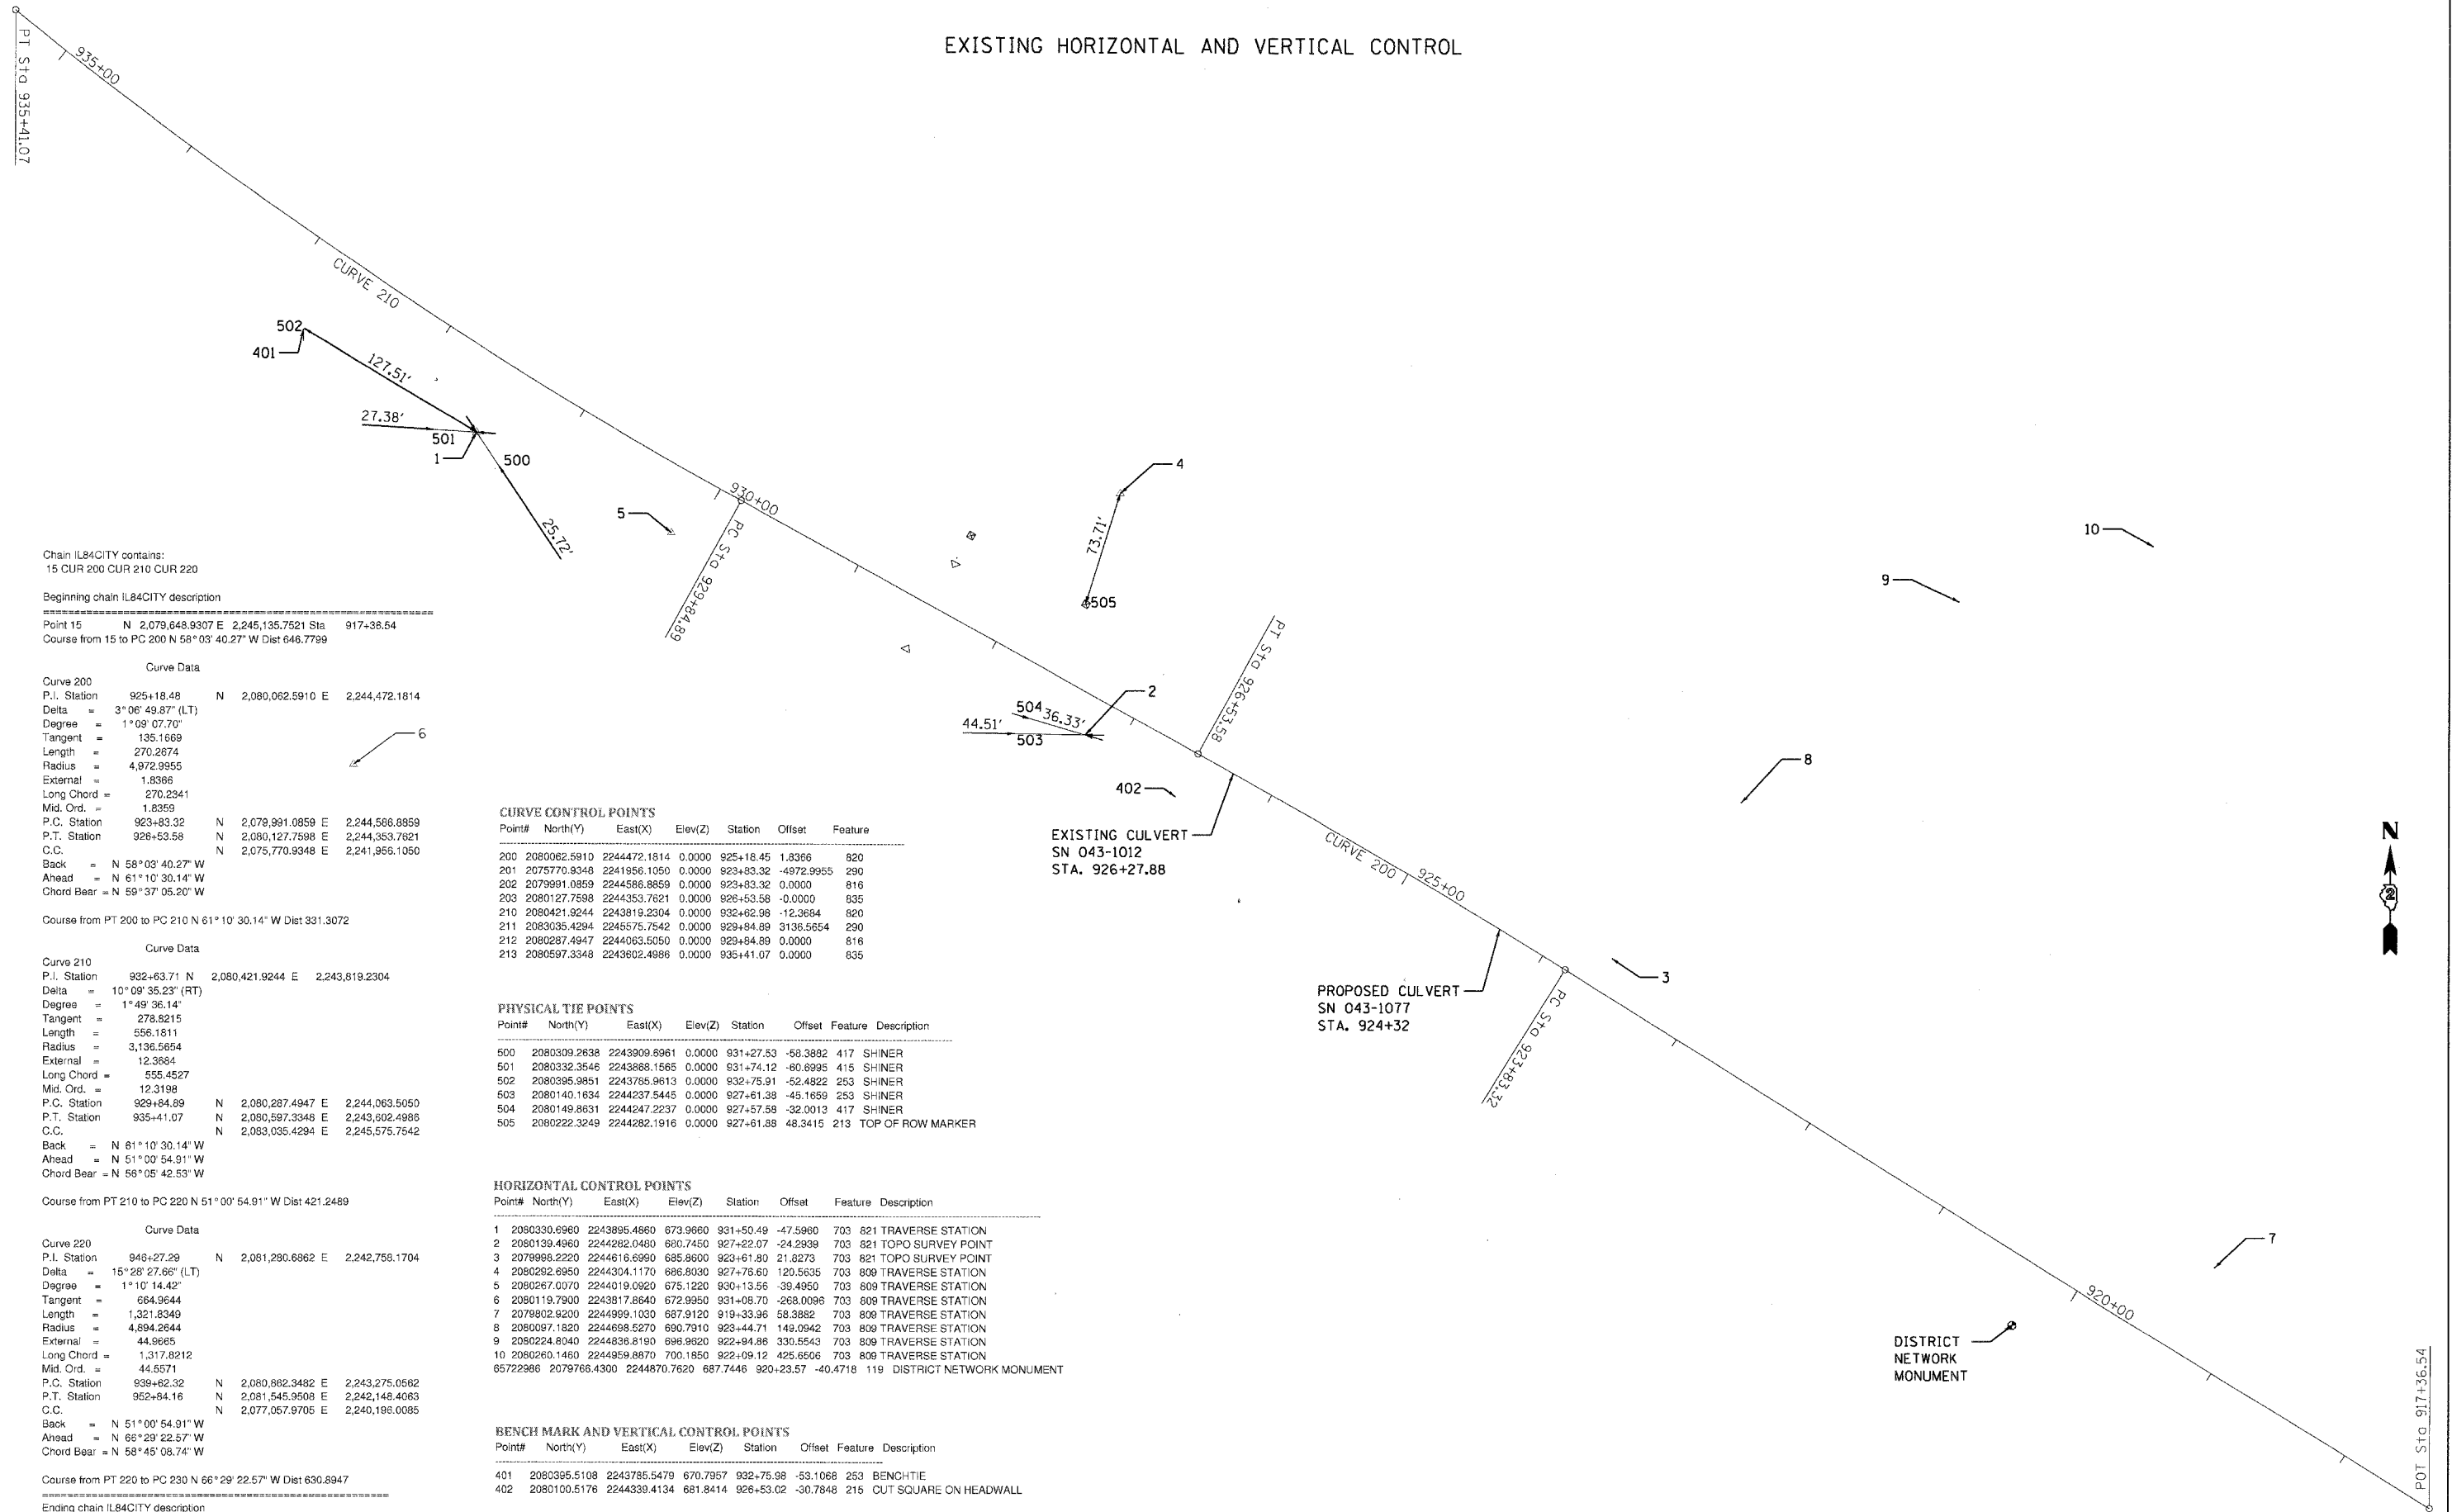 EXISTING HORIZONTAL AND VERTICAL CONTROL
PT Sta 935+41.07
935+00
CURVE 210
502
401
127.51'
27.38'
501
1
500
25.72'
5
930+00
PC Sta 929+84.89
4
73.71'
505
2
504
36.33'
44.51'
503
PT Sta 926+53.58
402
6
EXISTING CULVERT
SN 043-1012
STA. 926+27.88
CURVE 200
925+00
PROPOSED CULVERT
SN 043-1077
STA. 924+32
PC Sta 923+83.32
3
8
9
10
7
920+00
DISTRICT
NETWORK
MONUMENT
POT Sta 917+36.54
N
2
Chain IL84CITY contains:
15 CUR 200 CUR 210 CUR 220
Beginning chain IL84CITY description
Point 15 N 2,079,648.9307 E 2,245,135.7521 Sta 917+36.54
Course from 15 to PC 200 N 58° 03' 40.27" W Dist 646.7799
Curve Data
Curve 200
P.I. Station 925+18.48 N 2,080,062.5910 E 2,244,472.1814
Delta = 3° 06' 49.87" (LT)
Degree = 1° 09' 07.70"
Tangent = 135.1669
Length = 270.2674
Radius = 4,972.9955
External = 1.8366
Long Chord = 270.2341
Mid. Ord. = 1.8359
P.C. Station 923+83.32 N 2,079,991.0859 E 2,244,586.8859
P.T. Station 926+53.58 N 2,080,127.7598 E 2,244,353.7621
C.C. N 2,075,770.9348 E 2,241,956.1050
Back = N 58° 03' 40.27" W
Ahead = N 61° 10' 30.14" W
Chord Bear = N 59° 37' 05.20" W
Course from PT 200 to PC 210 N 61° 10' 30.14" W Dist 331.3072
Curve Data
Curve 210
P.I. Station 932+63.71 N 2,080,421.9244 E 2,243,819.2304
Delta = 10° 09' 35.23" (RT)
Degree = 1° 49' 36.14"
Tangent = 278.8215
Length = 556.1811
Radius = 3,136.5654
External = 12.3684
Long Chord = 555.4527
Mid. Ord. = 12.3198
P.C. Station 929+84.89 N 2,080,287.4947 E 2,244,063.5050
P.T. Station 935+41.07 N 2,080,597.3348 E 2,243,602.4986
C.C. N 2,083,035.4294 E 2,245,575.7542
Back = N 61° 10' 30.14" W
Ahead = N 51° 00' 54.91" W
Chord Bear = N 56° 05' 42.53" W
Course from PT 210 to PC 220 N 51° 00' 54.91" W Dist 421.2489
Curve Data
Curve 220
P.I. Station 946+27.29 N 2,081,280.6862 E 2,242,758.1704
Delta = 15° 28' 27.66" (LT)
Degree = 1° 10' 14.42"
Tangent = 664.9644
Length = 1,321.8349
Radius = 4,894.2644
External = 44.9665
Long Chord = 1,317.8212
Mid. Ord. = 44.5571
P.C. Station 939+62.32 N 2,080,862.3482 E 2,243,275.0562
P.T. Station 952+84.16 N 2,081,545.9508 E 2,242,148.4063
C.C. N 2,077,057.9705 E 2,240,196.0085
Back = N 51° 00' 54.91" W
Ahead = N 66° 29' 22.57" W
Chord Bear = N 58° 45' 08.74" W
Course from PT 220 to PC 230 N 66° 29' 22.57" W Dist 630.8947
Ending chain IL84CITY description
CURVE CONTROL POINTS
Point# North(Y) East(X) Elev(Z) Station Offset Feature
200 2080062.5910 2244472.1814 0.0000 925+18.45 1.8366 820
201 2075770.9348 2241956.1050 0.0000 923+83.32 -4972.9955 290
202 2079991.0859 2244586.8859 0.0000 923+83.32 0.0000 816
203 2080127.7598 2244353.7621 0.0000 926+53.58 -0.0000 835
210 2080421.9244 2243819.2304 0.0000 932+62.98 -12.3684 820
211 2083035.4294 2245575.7542 0.0000 929+84.89 3136.5654 290
212 2080287.4947 2244063.5050 0.0000 929+84.89 0.0000 816
213 2080597.3348 2243602.4986 0.0000 935+41.07 0.0000 835
PHYSICAL TIE POINTS
Point# North(Y) East(X) Elev(Z) Station Offset Feature Description
500 2080309.2638 2243909.6961 0.0000 931+27.53 -58.3882 417 SHINER
501 2080332.3546 2243868.1565 0.0000 931+74.12 -60.6995 415 SHINER
502 2080395.9851 2243785.9613 0.0000 932+75.91 -52.4822 253 SHINER
503 2080140.1634 2244237.5445 0.0000 927+61.38 -45.1659 253 SHINER
504 2080149.8631 2244247.2237 0.0000 927+57.58 -32.0013 417 SHINER
505 2080222.3249 2244282.1916 0.0000 927+61.88 48.3415 213 TOP OF ROW MARKER
HORIZONTAL CONTROL POINTS
Point# North(Y) East(X) Elev(Z) Station Offset Feature Description
1 2080330.6960 2243895.4860 673.9660 931+50.49 -47.5960 703 821 TRAVERSE STATION
2 2080139.4960 2244282.0480 680.7450 927+22.07 -24.2939 703 821 TOPO SURVEY POINT
3 2079998.2220 2244616.6990 685.8600 923+61.80 21.8273 703 821 TOPO SURVEY POINT
4 2080292.6950 2244304.1170 686.8030 927+76.60 120.5635 703 809 TRAVERSE STATION
5 2080267.0070 2244019.0920 675.1220 930+13.56 -39.4950 703 809 TRAVERSE STATION
6 2080119.7900 2243817.8640 672.9950 931+08.70 -268.0096 703 809 TRAVERSE STATION
7 2079802.9200 2244999.1030 687.9120 919+33.96 58.3882 703 809 TRAVERSE STATION
8 2080097.1820 2244698.5270 690.7910 923+44.71 149.0942 703 809 TRAVERSE STATION
9 2080224.8040 2244836.8190 696.9620 922+94.86 330.5543 703 809 TRAVERSE STATION
10 2080260.1460 2244959.8870 700.1850 922+09.12 425.6506 703 809 TRAVERSE STATION
65722986 2079766.4300 2244870.7620 687.7446 920+23.57 -40.4718 119 DISTRICT NETWORK MONUMENT
BENCH MARK AND VERTICAL CONTROL POINTS
Point# North(Y) East(X) Elev(Z) Station Offset Feature Description
401 2080395.5108 2243785.5479 670.7957 932+75.98 -53.1068 253 BENCHTIE
402 2080100.5176 2244339.4134 681.8414 926+53.02 -30.7848 215 CUT SQUARE ON HEADWALL